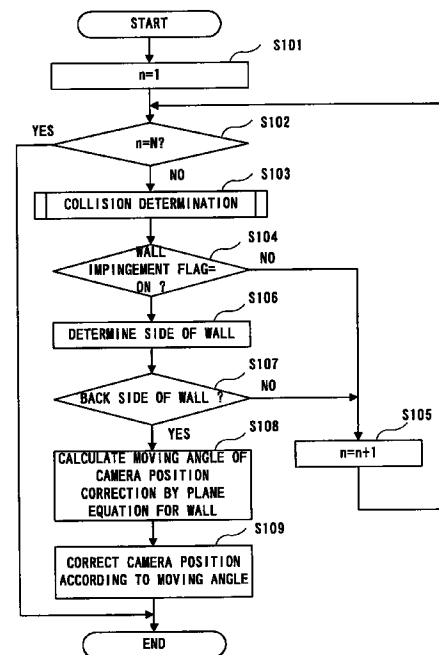 START
S101
n=1
S102
YES
n=N?
NO
S103
COLLISION DETERMINATION
S104
WALL
IMPINGEMENT FLAG=
ON ?
NO
S106
DETERMINE SIDE OF WALL
S107
BACK SIDE OF WALL ?
NO
S105
n=n+1
YES
S108
CALCULATE MOVING ANGLE OF
CAMERA POSITION
CORRECTION BY PLANE
EQUATION FOR WALL
S109
CORRECT CAMERA POSITION
ACCORDING TO MOVING ANGLE
END